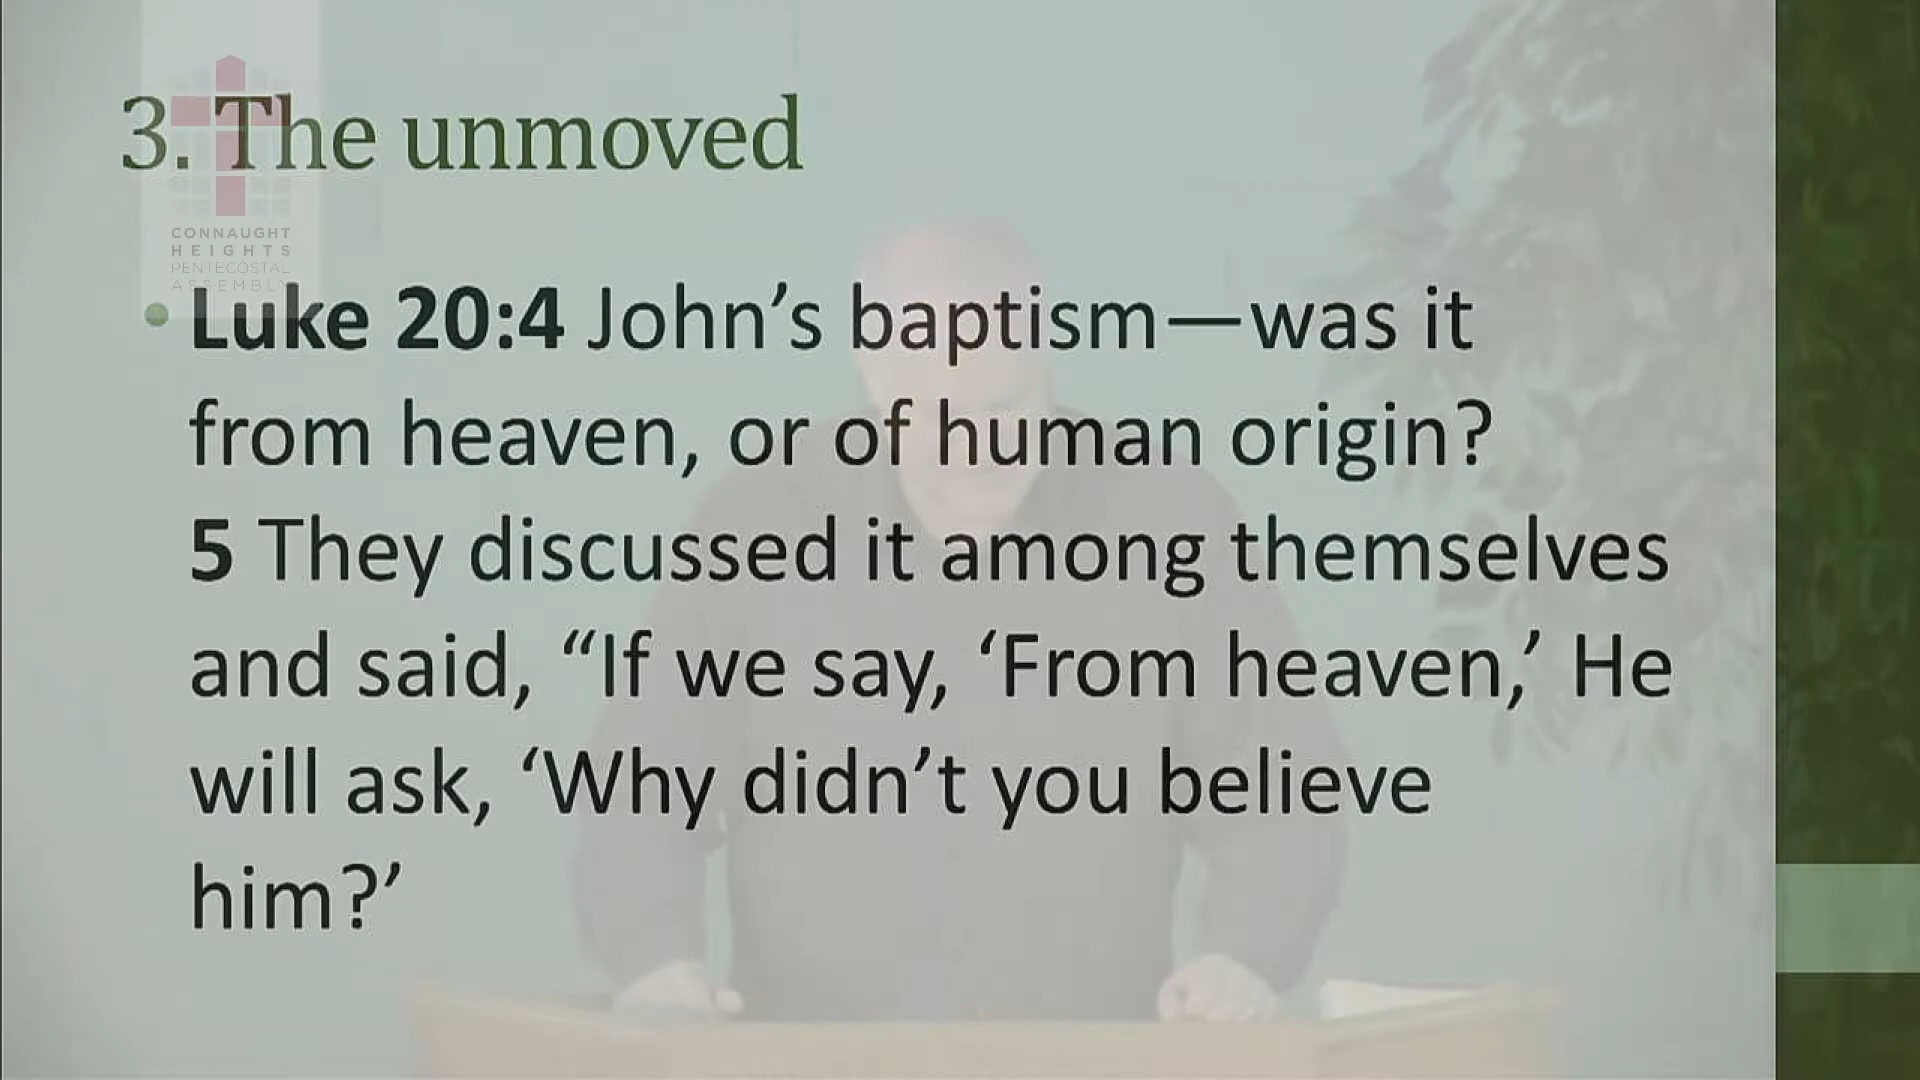 3. The unmoved
CONNAUGHT
HEIGHTS
PENTECOSTAL
ASSEMBLY
• Luke 20:4 John’s baptism—was it
from heaven, or of human origin?
5 They discussed it among themselves
and said, “If we say, ‘From heaven,’ He
will ask, ‘Why didn’t you believe
him?’